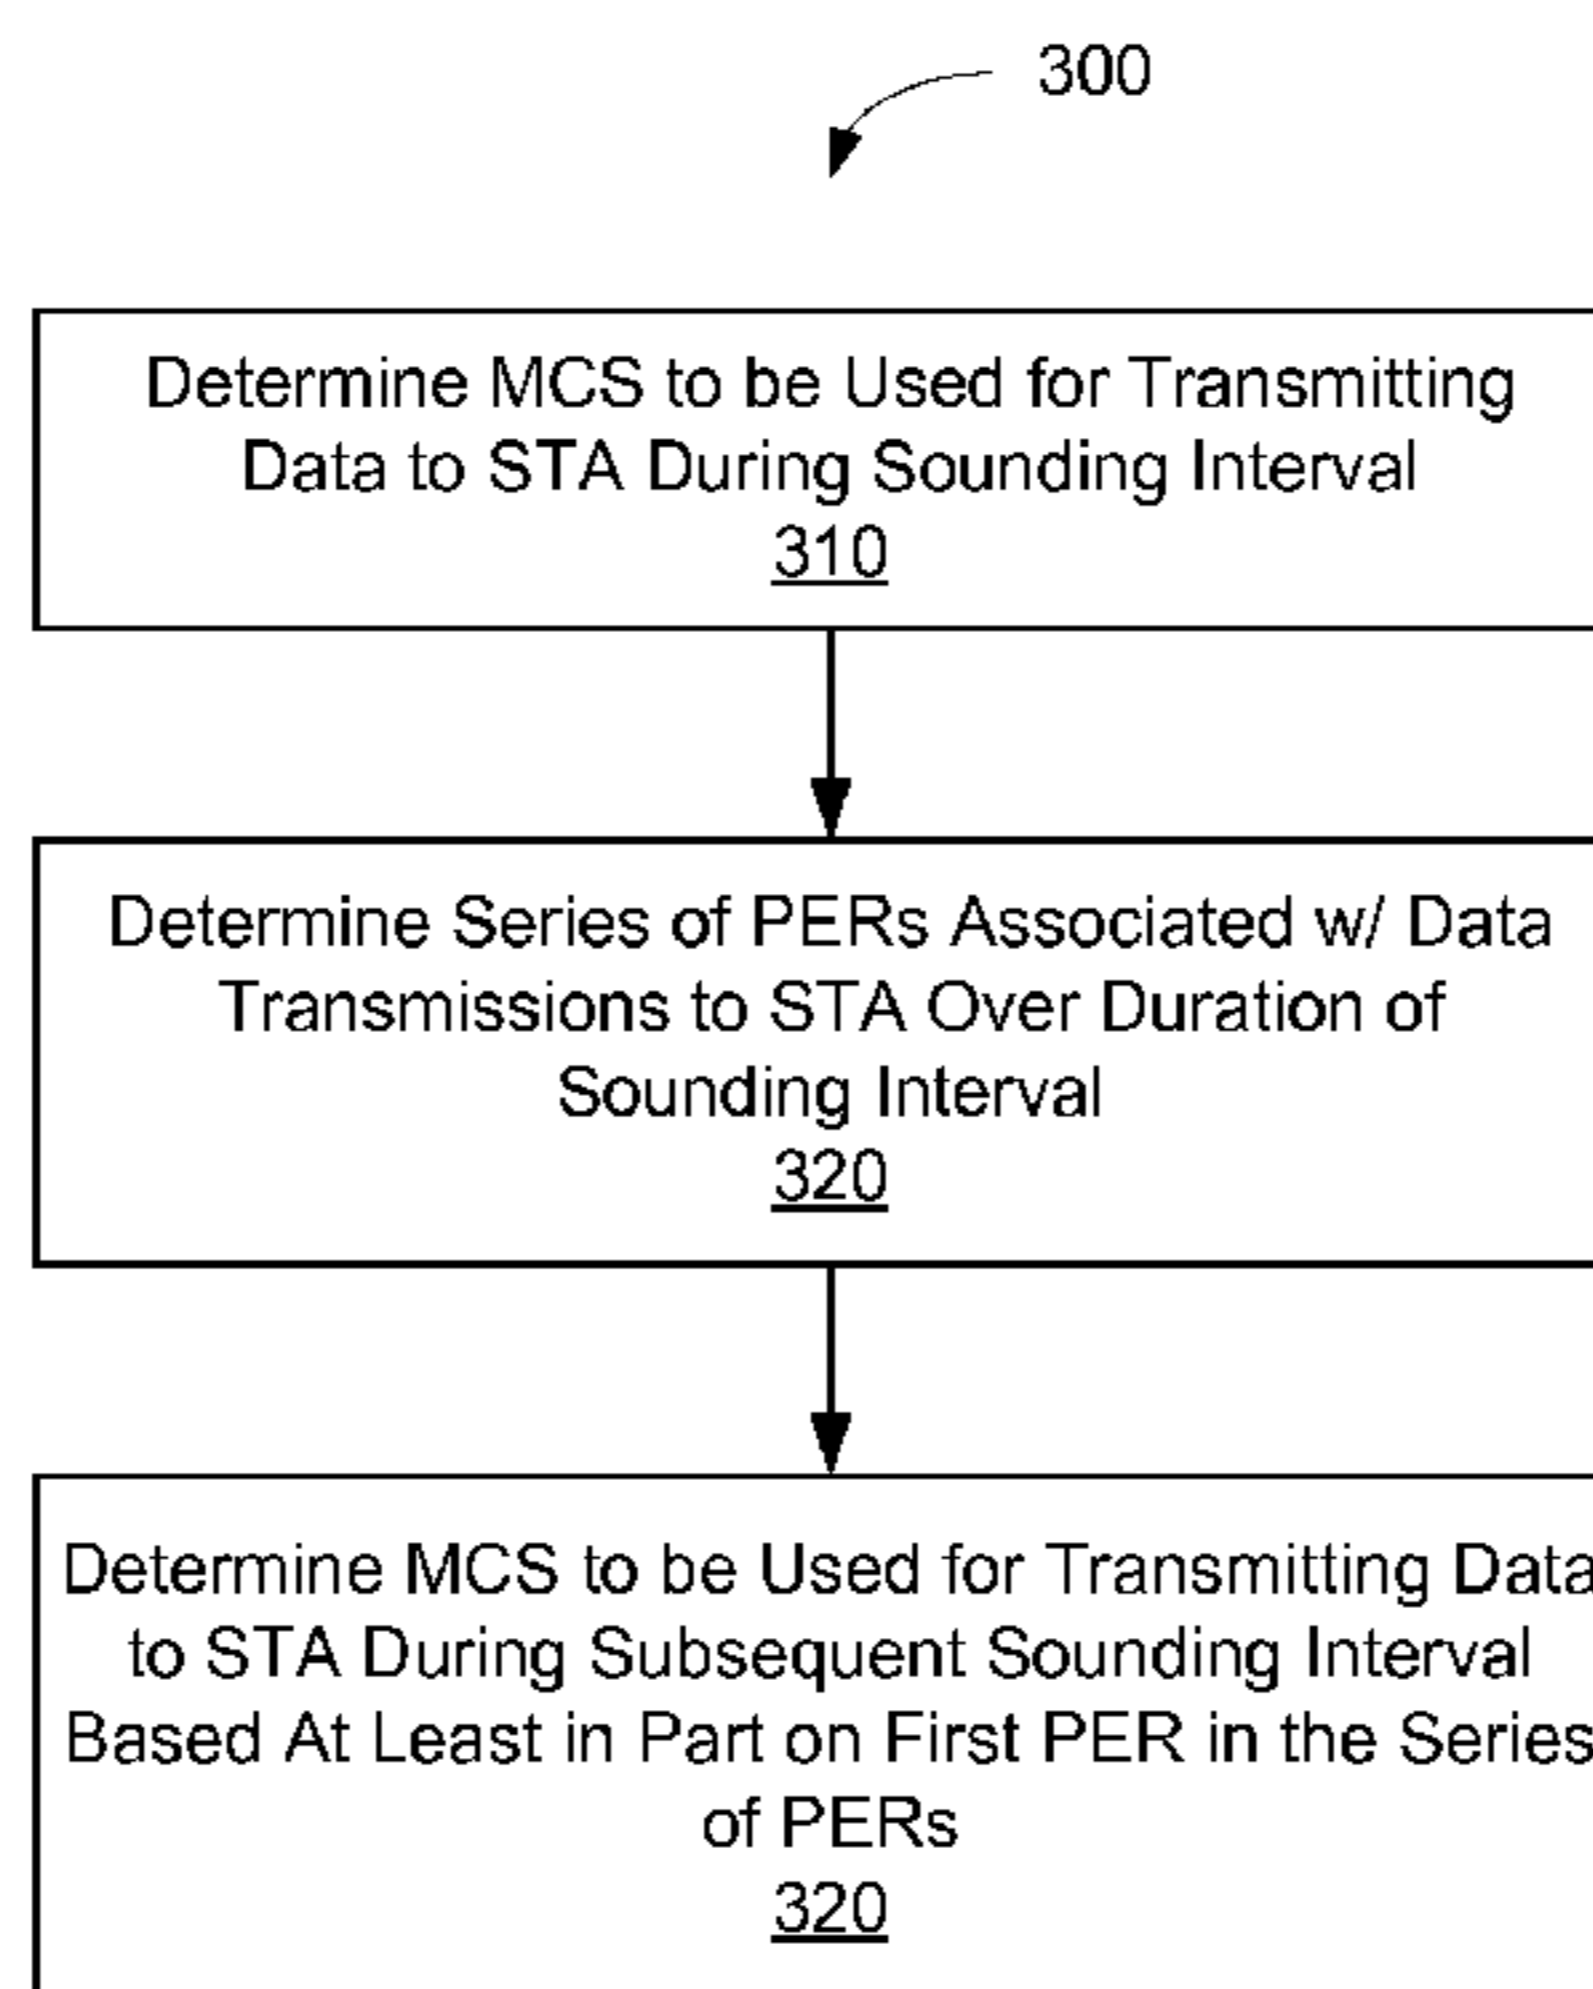 300
Determine MCS to be Used for Transmitting
Data to STA During Sounding Interval
310
Determine Series of PERs Associated w/ Data
Transmissions to STA Over Duration of
Sounding Interval
320
Determine MCS to be Used for Transmitting Data
to STA During Subsequent Sounding Interval
Based At Least in Part on First PER in the Series
of PERs
320